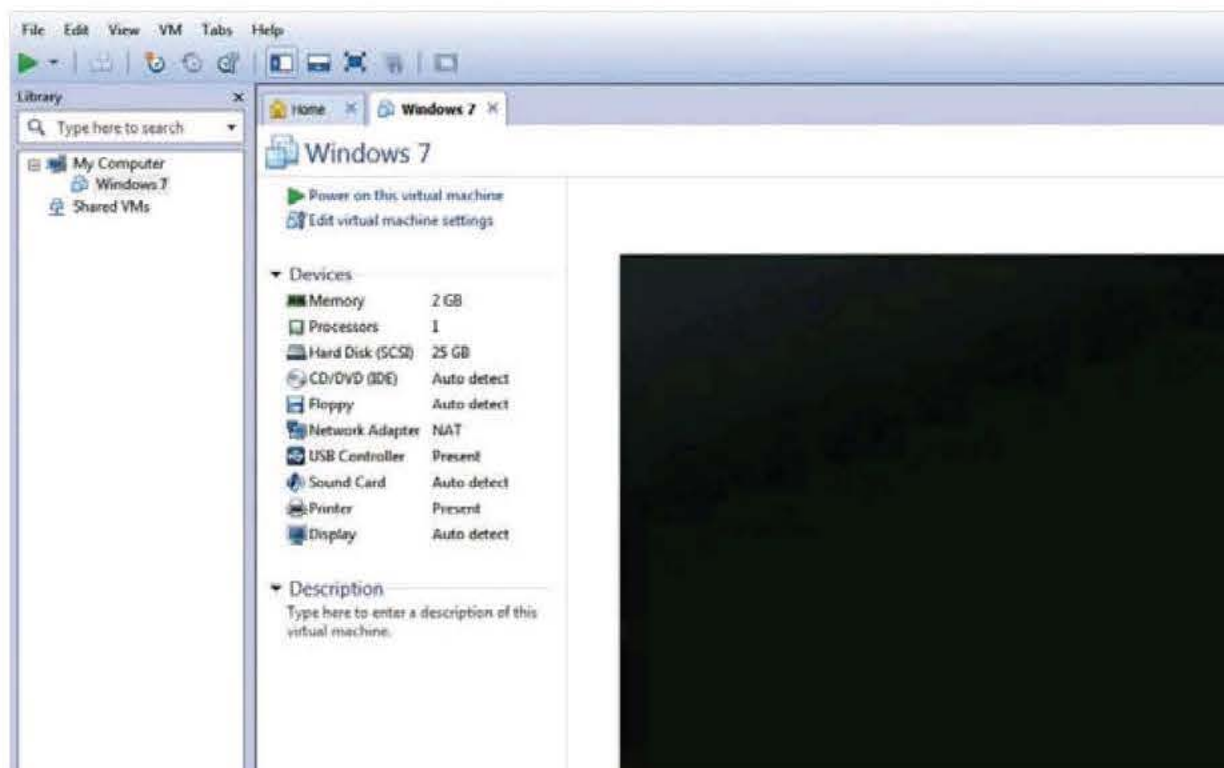 File Edit View VM Tabs Help
Library
Type here to search
My Computer
Windows 7
Shared VMs
Home
Windows 7
Windows 7
Power on this virtual machine
Edit virtual machine settings
Devices
Memory 2 GB
Processors 1
Hard Disk (SCSI) 25 GB
CD/DVD (IDE) Auto detect
Floppy Auto detect
Network Adapter NAT
USB Controller Present
Sound Card Auto detect
Printer Present
Display Auto detect
Description
Type here to enter a description of this
virtual machine.